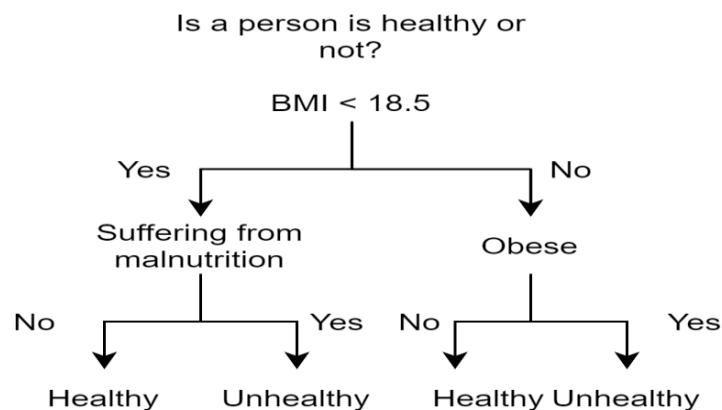 Is a person is healthy or
not?
BMI < 18.5
Yes
No
Suffering from
malnutrition
Obese
No
Yes
No
Yes
Healthy
Unhealthy
Healthy
Unhealthy